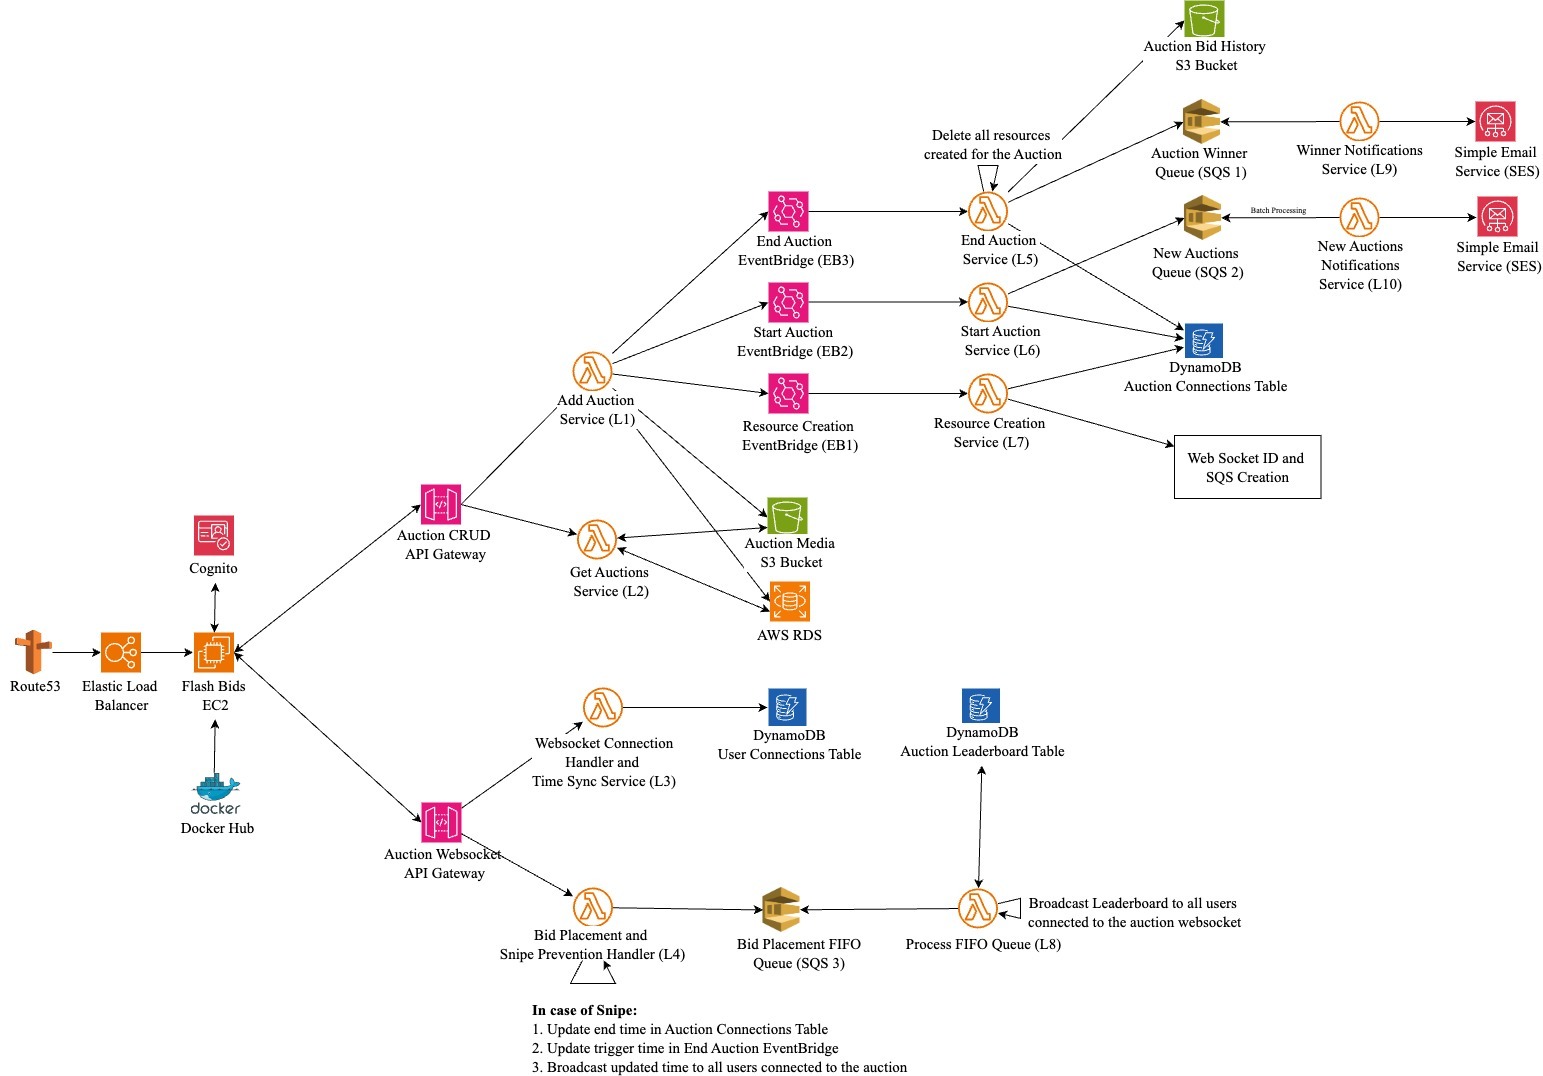 Auction Bid History
S3 Bucket
Delete all resources
created for the Auction
Auction Winner
Queue (SQS 1)
Winner Notifications
Service (L9)
Simple Email
Service (SES)
Batch Processing
End Auction
EventBridge (EB3)
End Auction
Service (L5)
New Auctions
Queue (SQS 2)
New Auctions
Notifications
Service (L10)
Simple Email
Service (SES)
Start Auction
EventBridge (EB2)
Start Auction
Service (L6)
DynamoDB
Auction Connections Table
Add Auction
Service (L1)
Resource Creation
EventBridge (EB1)
Resource Creation
Service (L7)
Web Socket ID and
SQS Creation
Auction CRUD
API Gateway
Get Auctions
Service (L2)
Auction Media
S3 Bucket
AWS RDS
Cognito
Route53
Elastic Load
Balancer
Flash Bids
EC2
docker
Docker Hub
Websocket Connection
Handler and
Time Sync Service (L3)
DynamoDB
User Connections Table
DynamoDB
Auction Leaderboard Table
Auction Websocket
API Gateway
Bid Placement and
Snipe Prevention Handler (L4)
Bid Placement FIFO
Queue (SQS 3)
Process FIFO Queue (L8)
Broadcast Leaderboard to all users
connected to the auction websocket
In case of Snipe:
1. Update end time in Auction Connections Table
2. Update trigger time in End Auction EventBridge
3. Broadcast updated time to all users connected to the auction